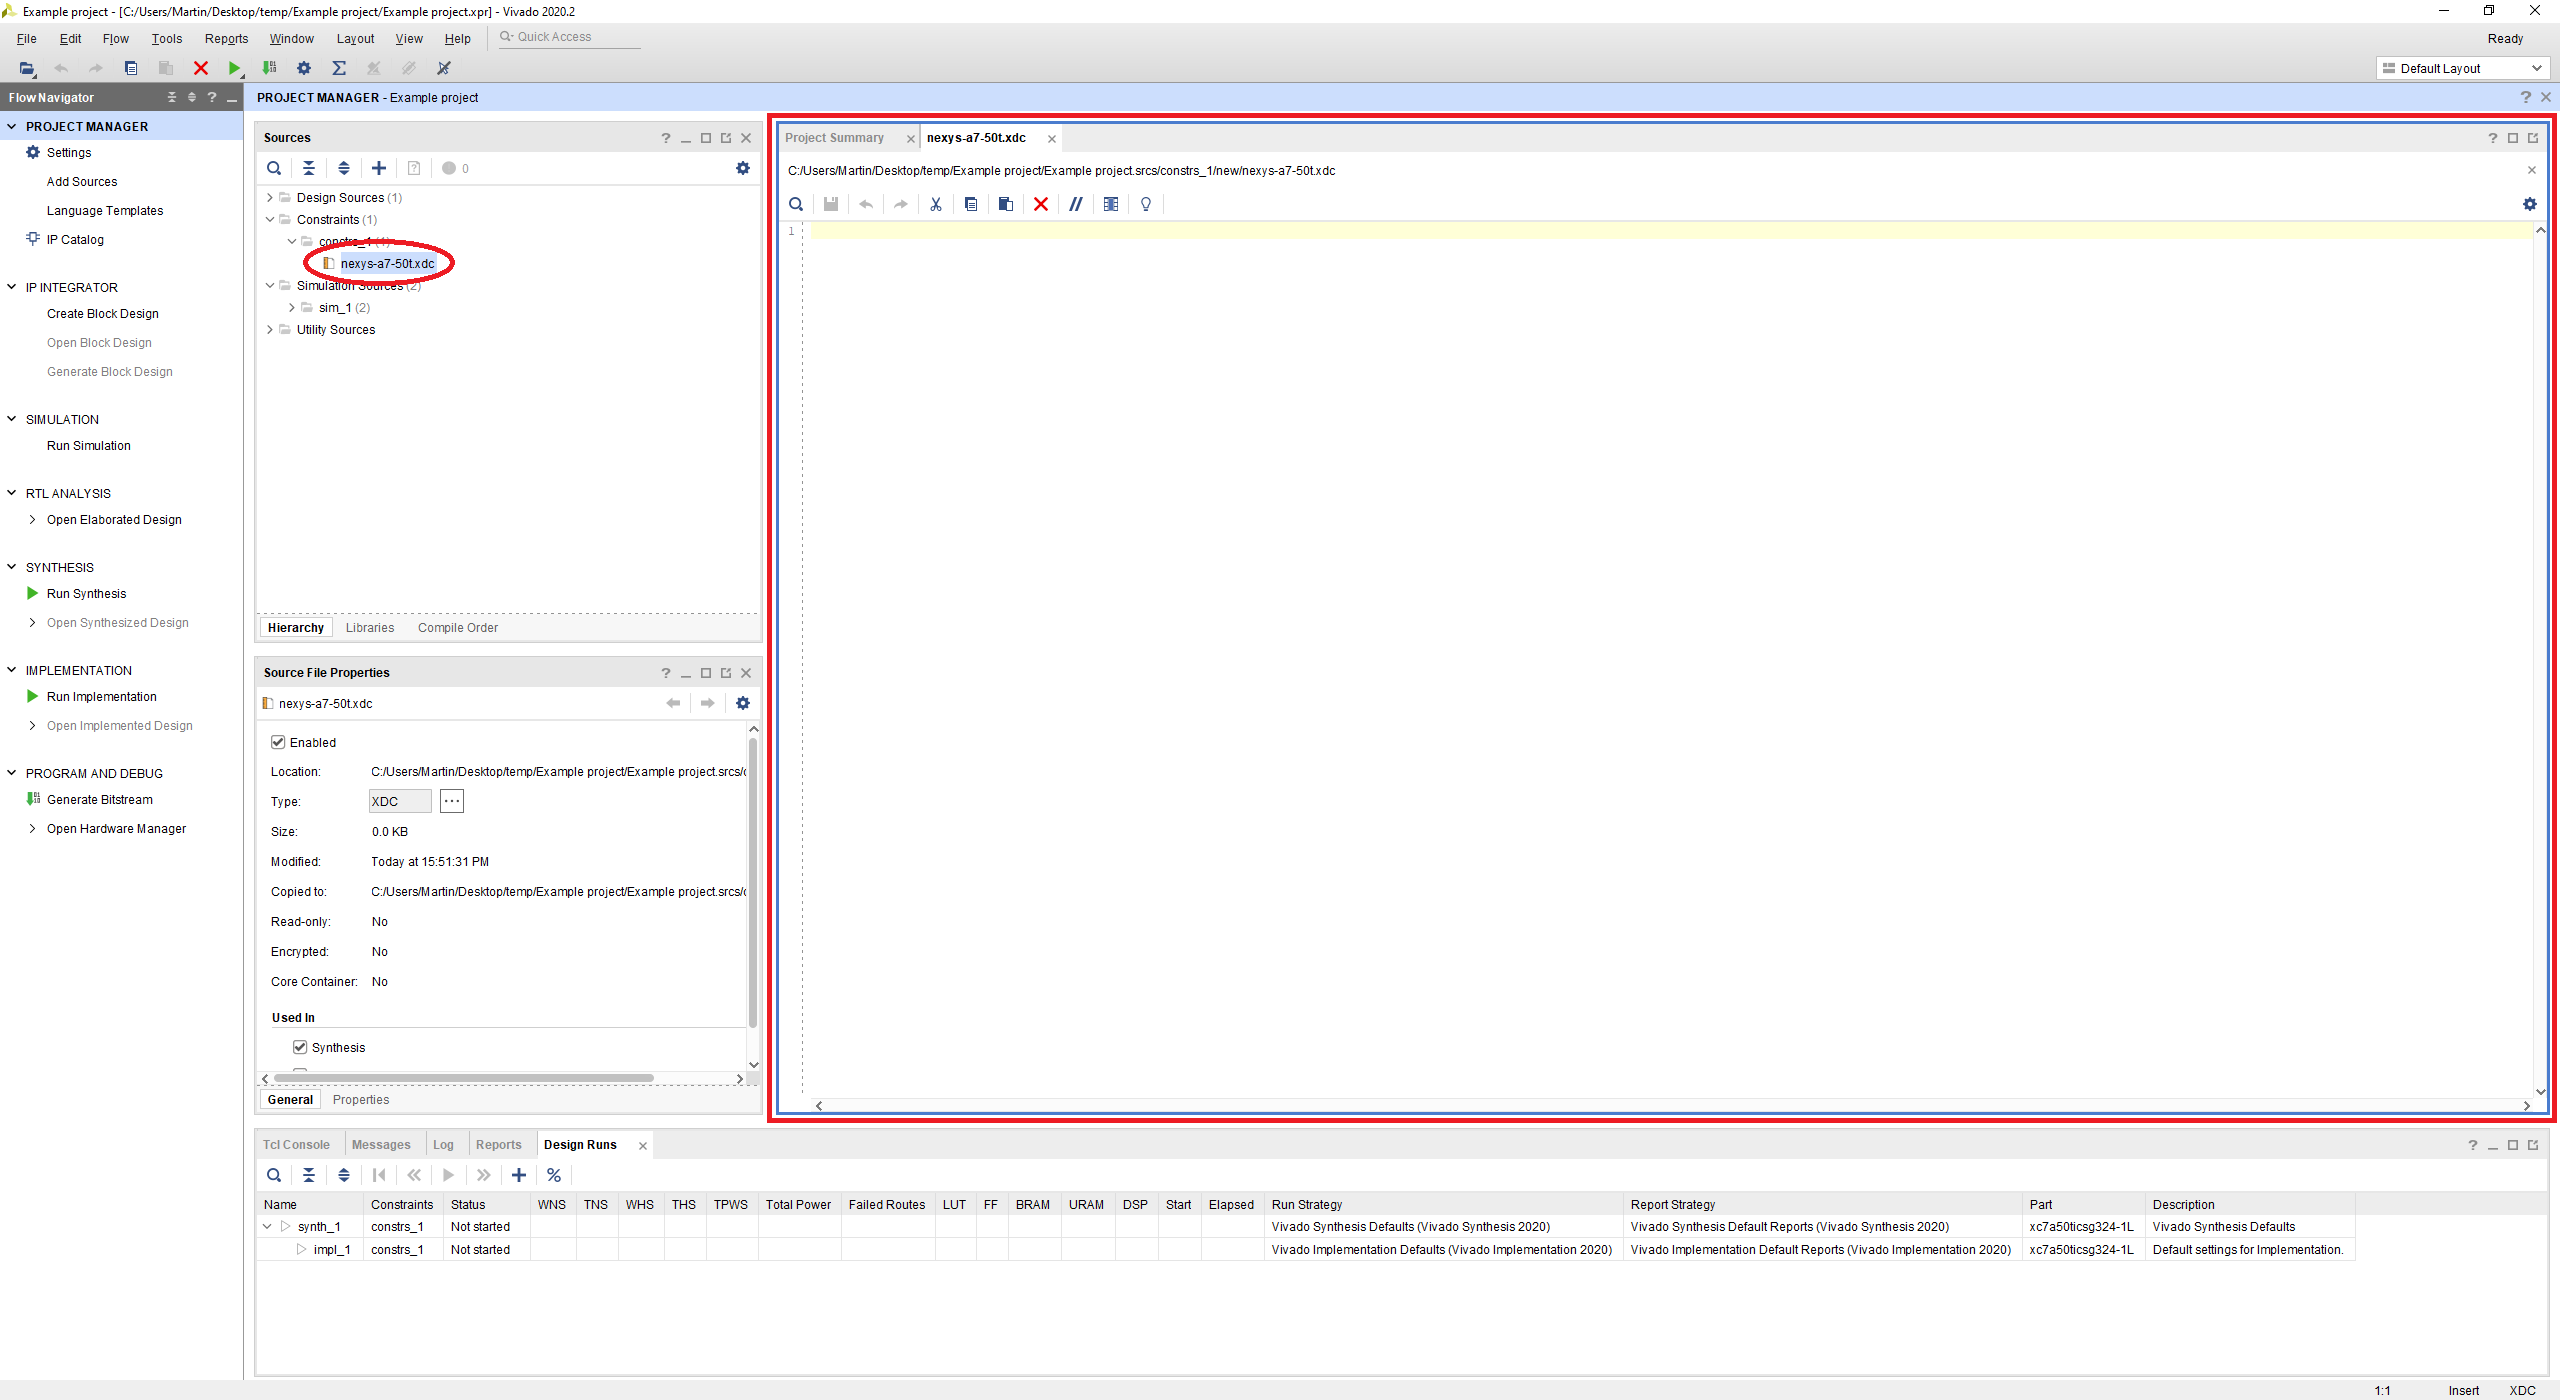 Example project - [C:/Users/Martin/Desktop/temp/Example project/Example project.xpr] - Vivado 2020.2
File Edit Flow Tools Reports Window Layout View Help Quick Access
Ready
Default Layout
Flow Navigator
PROJECT MANAGER
Settings
Add Sources
Language Templates
IP Catalog
IP INTEGRATOR
Create Block Design
Open Block Design
Generate Block Design
SIMULATION
Run Simulation
RTL ANALYSIS
Open Elaborated Design
SYNTHESIS
Run Synthesis
Open Synthesized Design
IMPLEMENTATION
Run Implementation
Open Implemented Design
PROGRAM AND DEBUG
Generate Bitstream
Open Hardware Manager
PROJECT MANAGER - Example project
Sources
0
Design Sources (1)
Constraints (1)
constrs_1 (1)
nexys-a7-50t.xdc
Simulation Sources (2)
sim_1 (2)
Utility Sources
Hierarchy Libraries Compile Order
Source File Properties
nexys-a7-50t.xdc
Enabled
Location: C:/Users/Martin/Desktop/temp/Example project/Example project.srcs/c
Type: XDC ...
Size: 0.0 KB
Modified: Today at 15:51:31 PM
Copied to: C:/Users/Martin/Desktop/temp/Example project/Example project.srcs/c
Read-only: No
Encrypted: No
Core Container: No
Used In
Synthesis
General Properties
Project Summary nexys-a7-50t.xdc
C:/Users/Martin/Desktop/temp/Example project/Example project.srcs/constrs_1/new/nexys-a7-50t.xdc
1
Tcl Console Messages Log Reports Design Runs
Name Constraints Status WNS TNS WHS THS TPWS Total Power Failed Routes LUT FF BRAM URAM DSP Start Elapsed Run Strategy Report Strategy Part Description
synth_1 constrs_1 Not started Vivado Synthesis Defaults (Vivado Synthesis 2020) Vivado Synthesis Default Reports (Vivado Synthesis 2020) xc7a50ticsg324-1L Vivado Synthesis Defaults
impl_1 constrs_1 Not started Vivado Implementation Defaults (Vivado Implementation 2020) Vivado Implementation Default Reports (Vivado Implementation 2020) xc7a50ticsg324-1L Default settings for Implementation.
1:1 Insert XDC